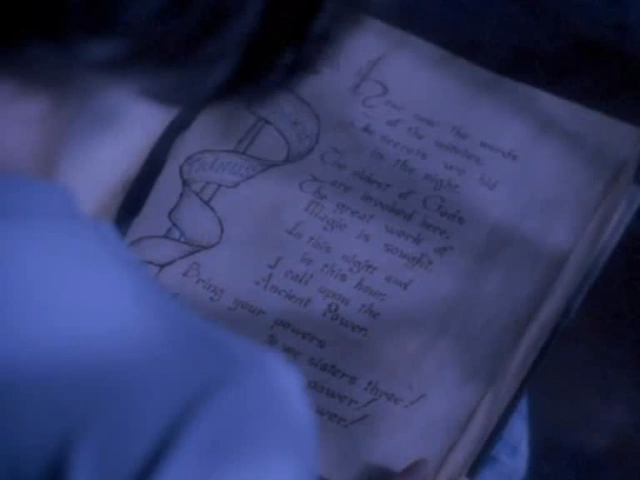 Hear now the words
of the witches,
the secrets we hid
in the night.
The oldest of Gods
are invoked here,
The great work of
Magic is sought.
In this night and
in this hour,
I call upon the
Ancient Power.
Bring your powers
to we sisters three!
power!
wer!